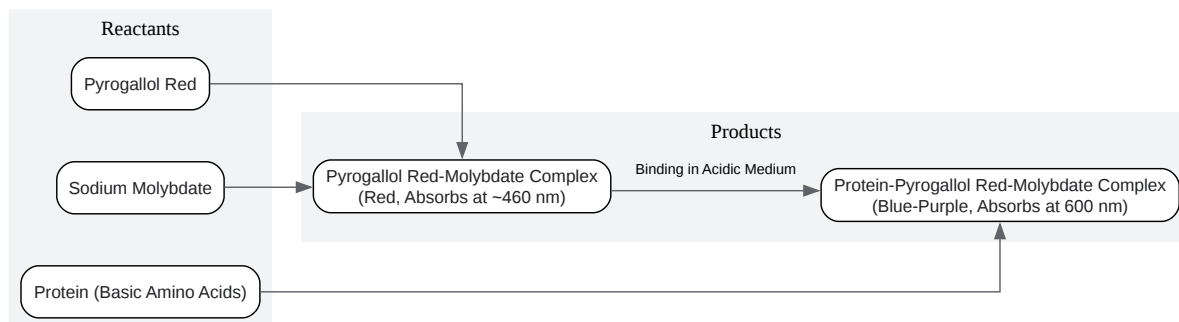 Reactants
Pyrogallol Red
Products
Sodium Molybdate
Pyrogallol Red-Molybdate Complex
(Red, Absorbs at ~460 nm)
Binding in Acidic Medium
Protein-Pyrogallol Red-Molybdate Complex
(Blue-Purple, Absorbs at 600 nm)
Protein (Basic Amino Acids)